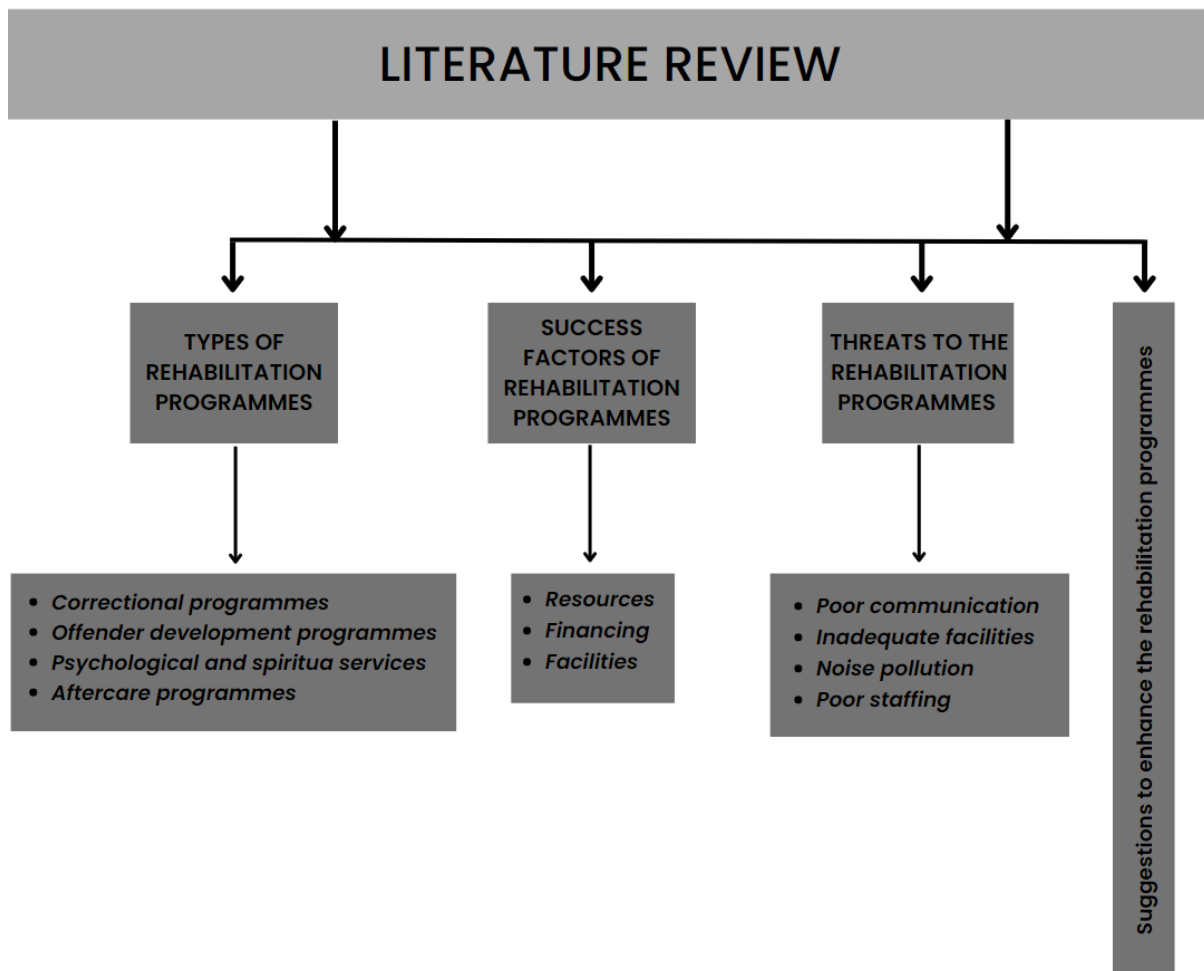 LITERATURE REVIEW
TYPES OF
REHABILITATION
PROGRAMMES
SUCCESS
FACTORS OF
REHABILITATION
PROGRAMMES
THREATS TO THE
REHABILITATION
PROGRAMMES
Suggestions to enhance the rehabilitation programmes
• Correctional programmes
• Offender development programmes
• Psychological and spiritua services
• Aftercare programmes
• Resources
• Financing
• Facilities
• Poor communication
• Inadequate facilities
• Noise pollution
• Poor staffing